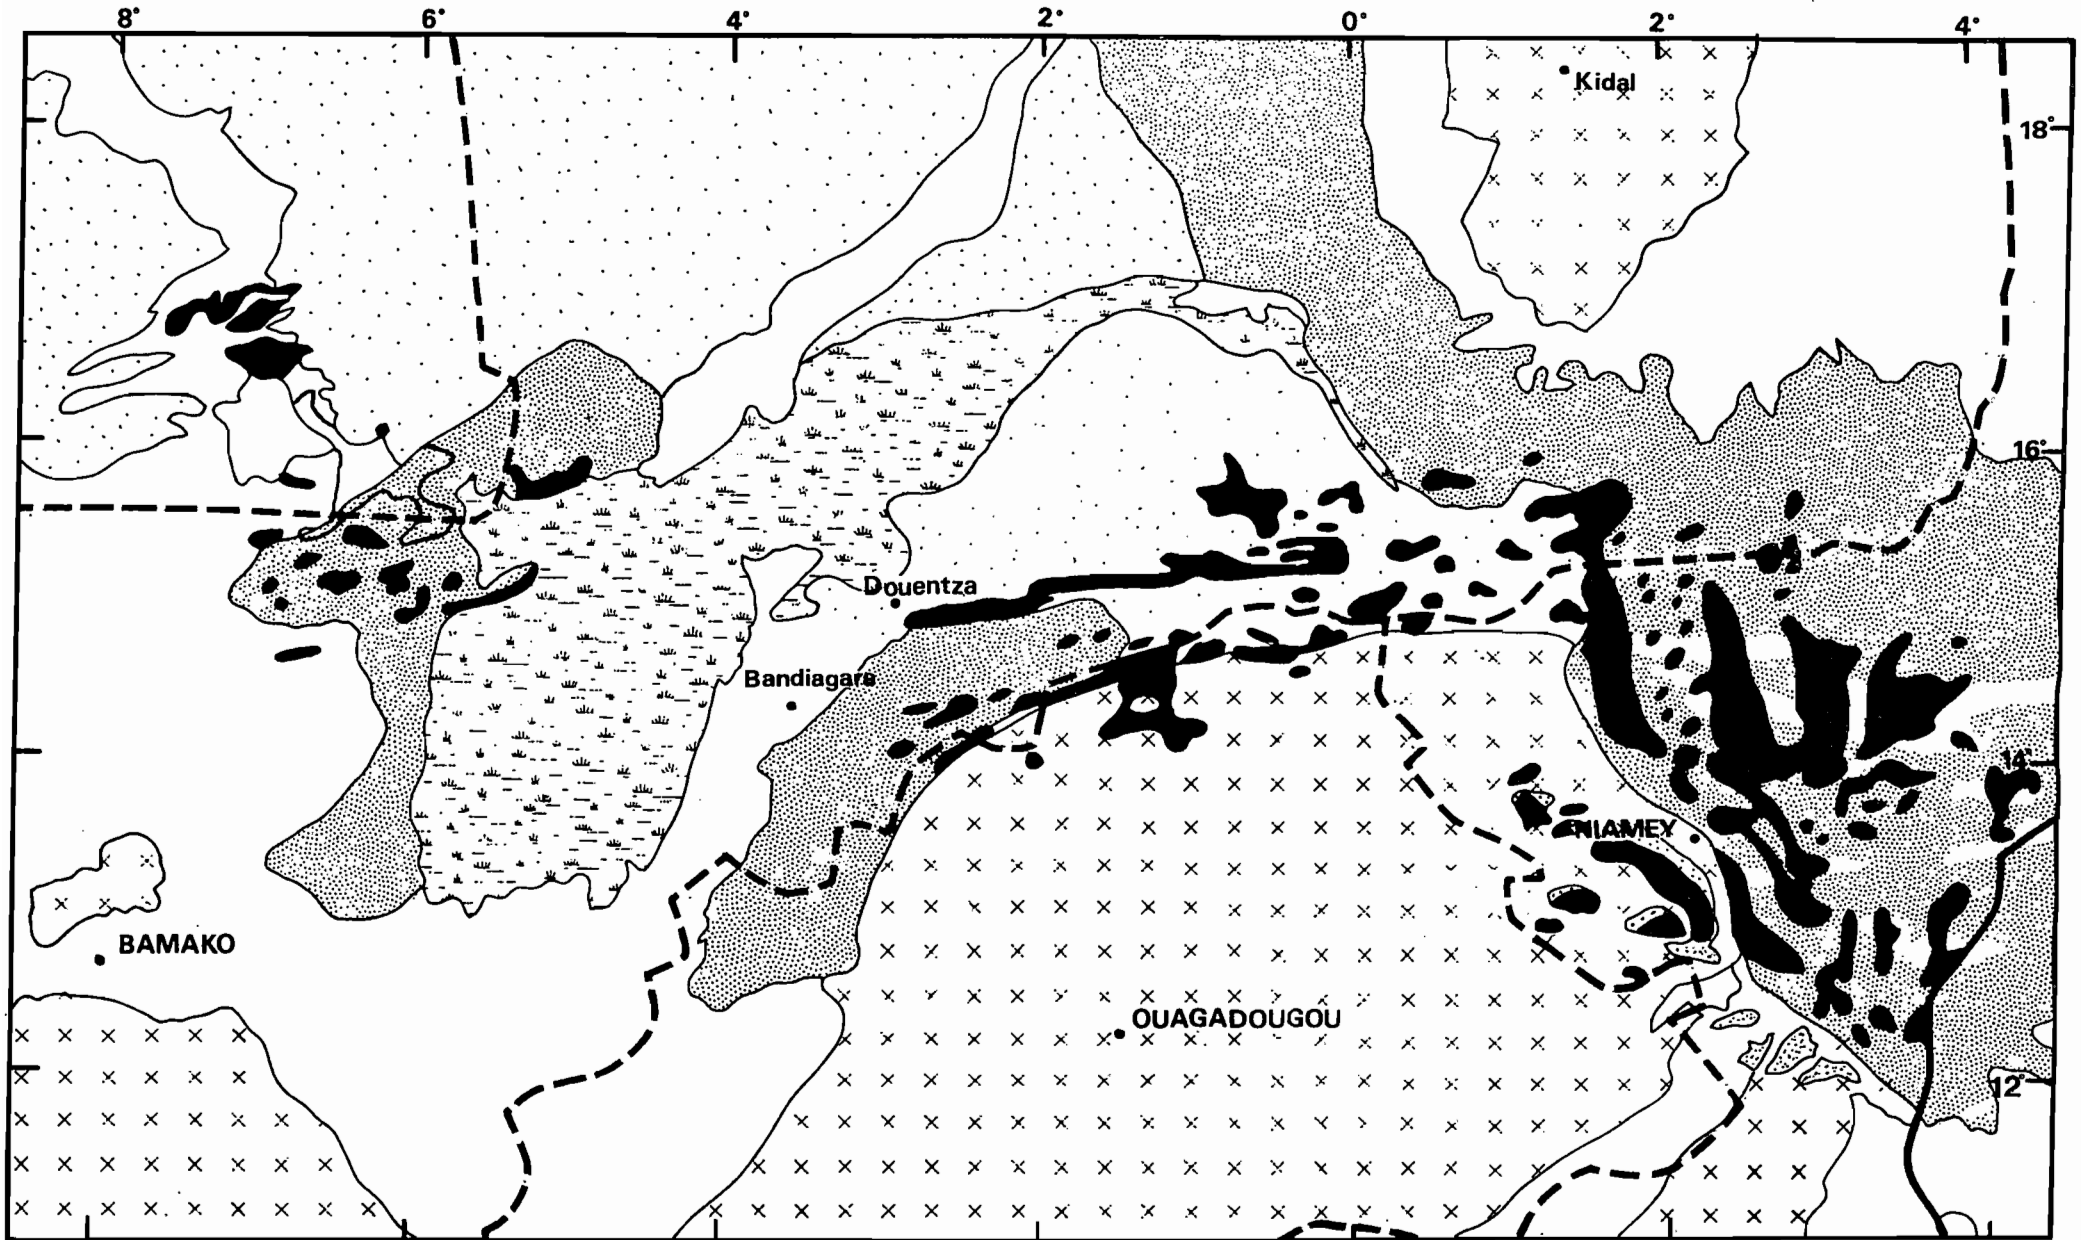 8° 6° 4° 2° 0° 2° 4°
Kidal
18°
16°
Douentza
Bandiagara
14°
NIAMEY
BAMAKO
OUAGADOUGOU
12°